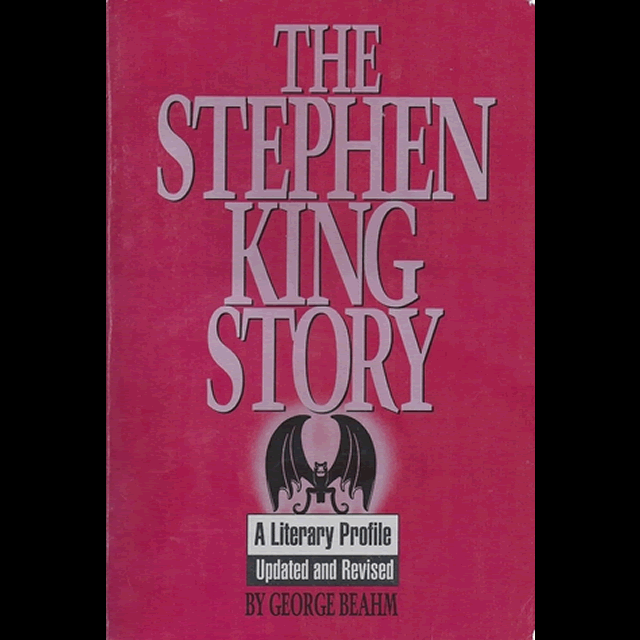 THE
STEPHEN
KING
STORY
A Literary Profile
Updated and Revised
BY GEORGE BEAHM